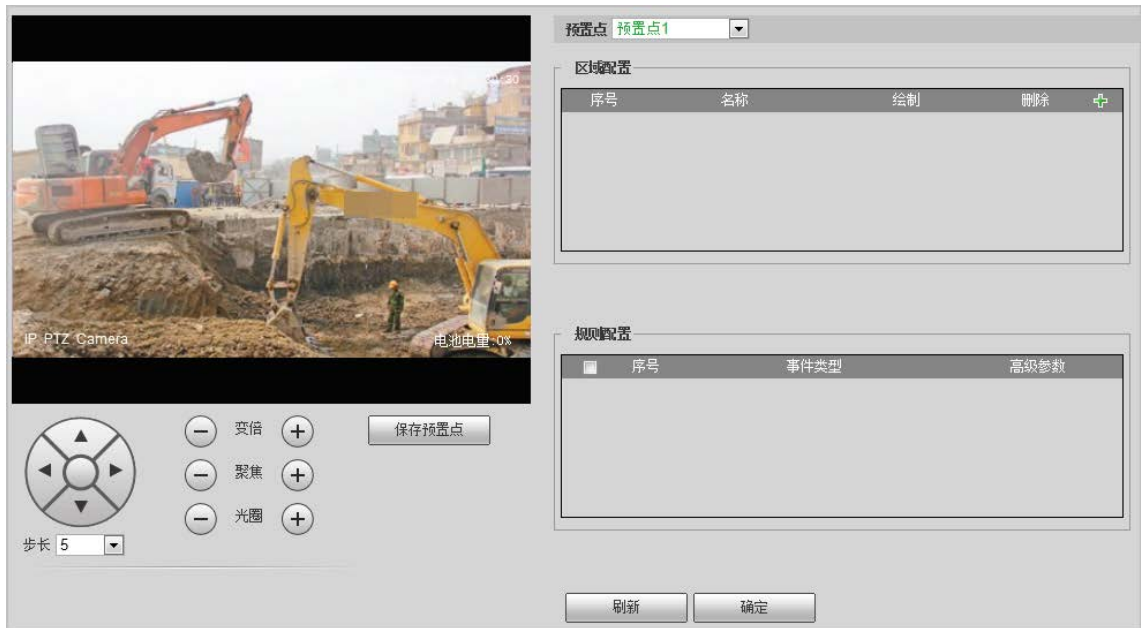 预置点 预置点1
区域配置
序号 名称 绘制 删除
IP PTZ Camera
电池电量:0%
规则配置
序号 事件类型 高级参数
变倍
保存预置点
聚焦
光圈
步长 5
刷新 确定